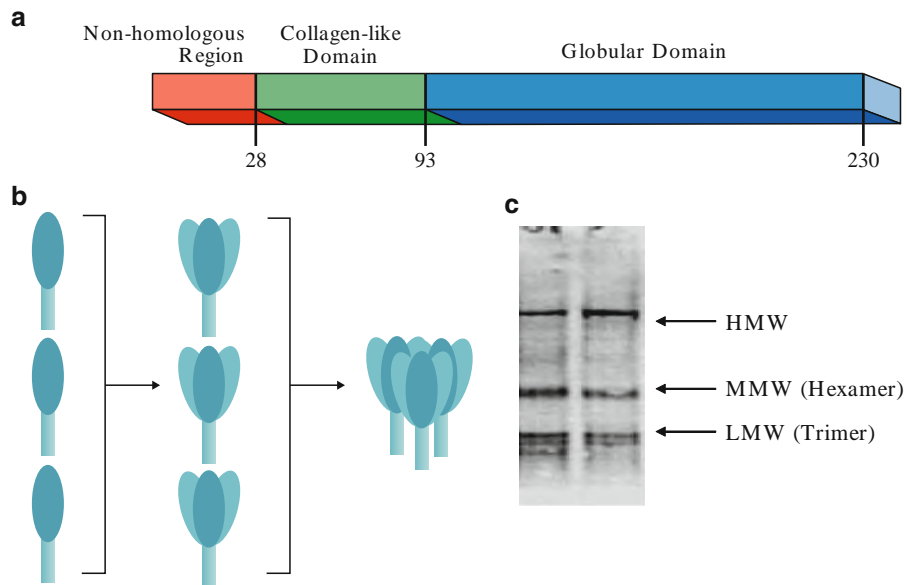 a
Non-homologous
Region
Collagen-like
Domain
Globular Domain
28
93
230
b
c
HMW
MMW (Hexamer)
LMW (Trimer)